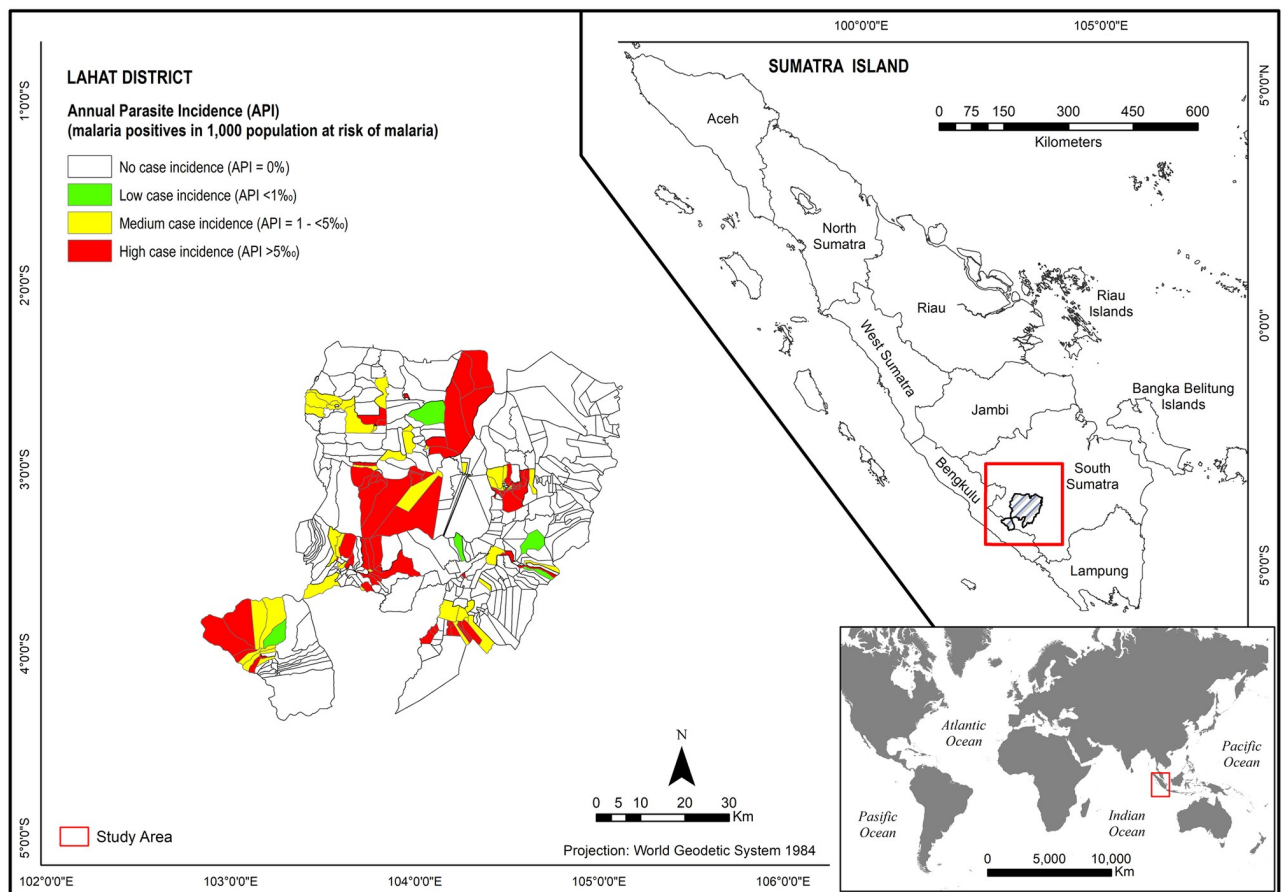 LAHAT DISTRICT
Annual Parasite Incidence (API)
(malaria positives in 1,000 population at risk of malaria)
No case incidence (API = 0%)
Low case incidence (API <1‰)
Medium case incidence (API = 1 - <5‰)
High case incidence (API >5‰)
1°0'0"S
2°0'0"S
3°0'0"S
4°0'0"S
5°0'0"S
102°0'0"E
103°0'0"E
104°0'0"E
105°0'0"E
106°0'0"E
N
0 5 10 20 30
Km
Study Area
Projection: World Geodetic System 1984
100°0'0"E
105°0'0"E
SUMATRA ISLAND
0 75 150 300 450 600
Kilometers
5°0'0"N
0°0'0"
5°0'0"S
Aceh
North
Sumatra
Riau
Riau
Islands
West Sumatra
Jambi
Bangka Belitung
Islands
Bengkulu
South
Sumatra
Lampung
Atlantic
Ocean
Pacific
Ocean
Pasific
Ocean
Indian
Ocean
0 5,000 10,000
Km